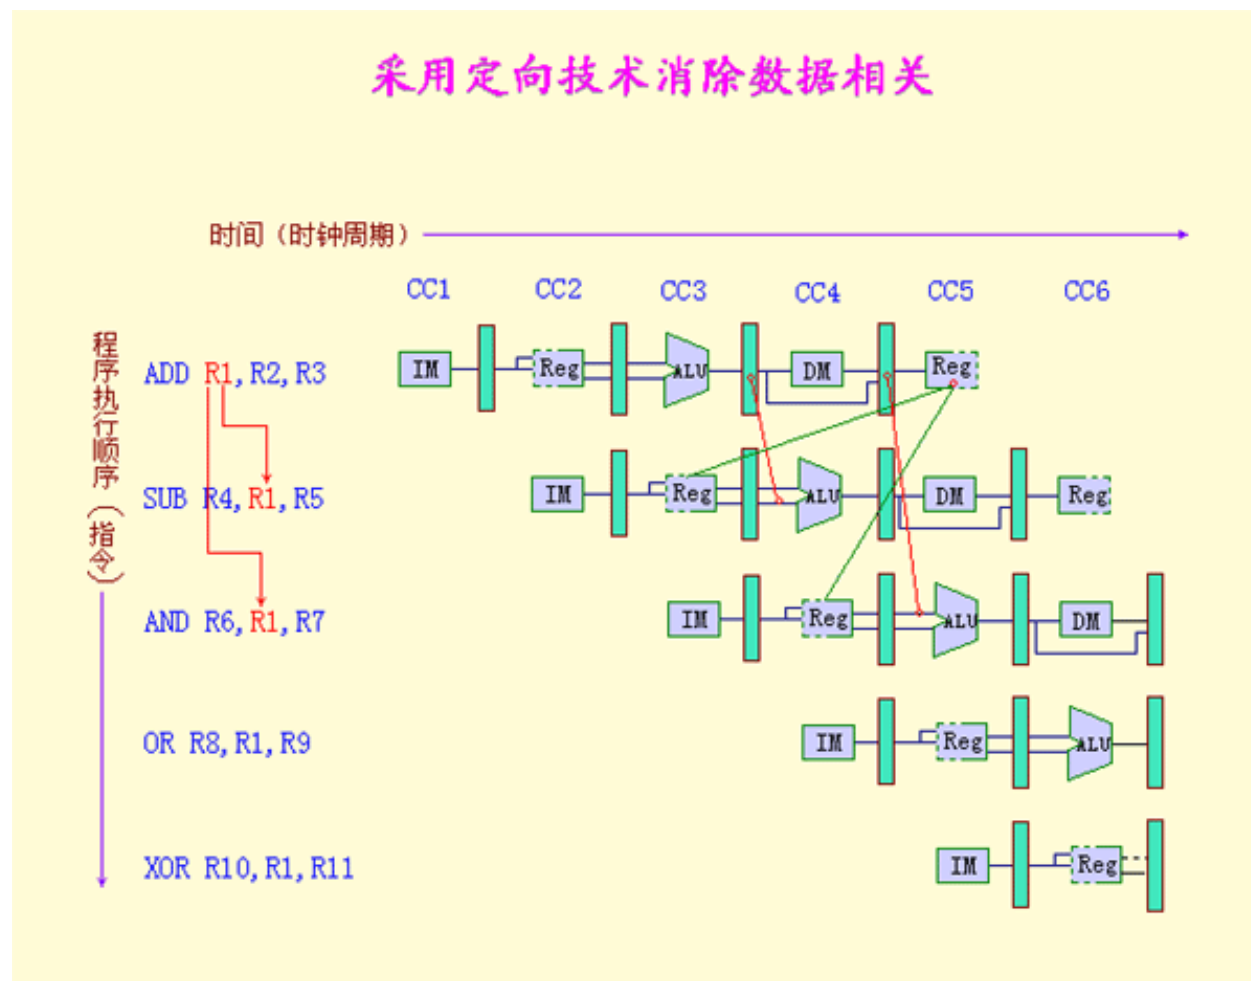 采用定向技术消除数据相关
时间（时钟周期）
CC1 CC2 CC3 CC4 CC5 CC6
程序执行顺序（指令）
ADD R1,R2,R3 IM Reg ALU DM Reg
SUB R4,R1,R5 IM Reg ALU DM Reg
AND R6,R1,R7 IM Reg ALU DM
OR R8,R1,R9 IM Reg ALU
XOR R10,R1,R11 IM Reg